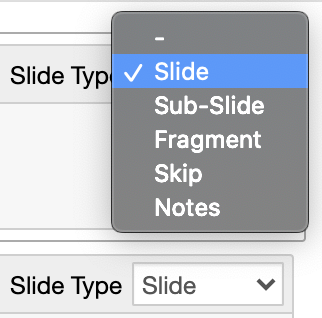 -
Slide Type ✓ Slide
Sub-Slide
Fragment
Skip
Notes
Slide Type Slide